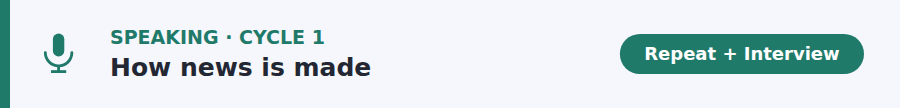 SPEAKING · CYCLE 1
How news is made
Repeat + Interview